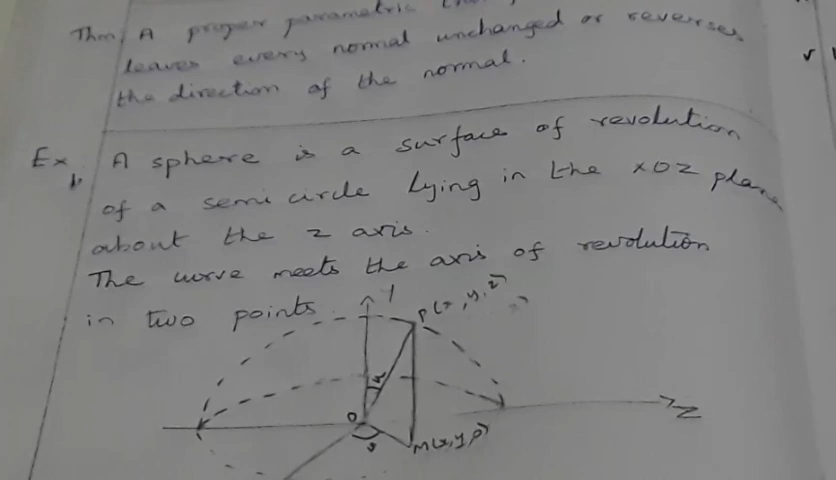 Thm, A proper parametric
leaves every normal unchanged or reverses
the direction of the normal.
Ex 1. A sphere is a surface of revolution
of a semi circle lying in the XOZ plane
about the z axis.
The curve meets the axis of revolution
in two points.
P(x, y, z)
u
O
v
M(x, y, 0)
Z